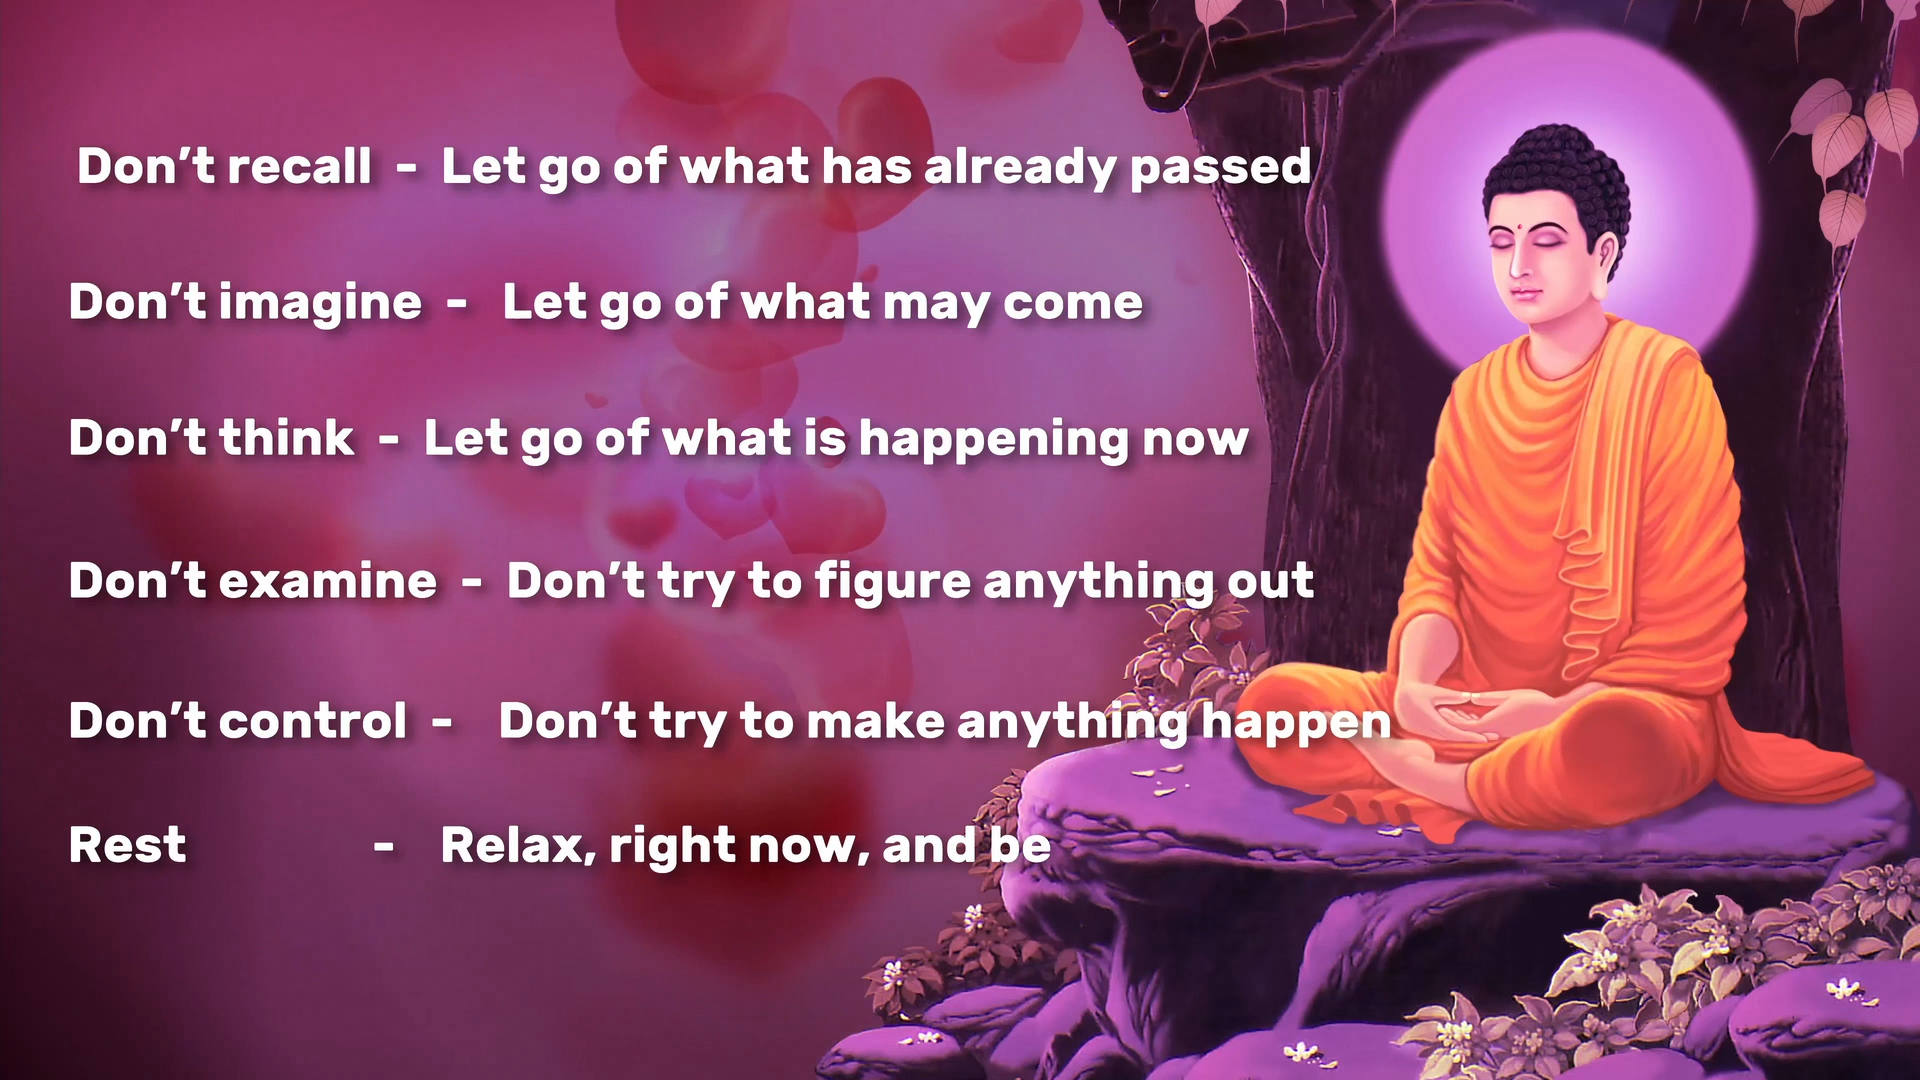 Don’t recall - Let go of what has already passed
Don’t imagine - Let go of what may come
Don’t think - Let go of what is happening now
Don’t examine - Don’t try to figure anything out
Don’t control - Don’t try to make anything happen
Rest - Relax, right now, and be